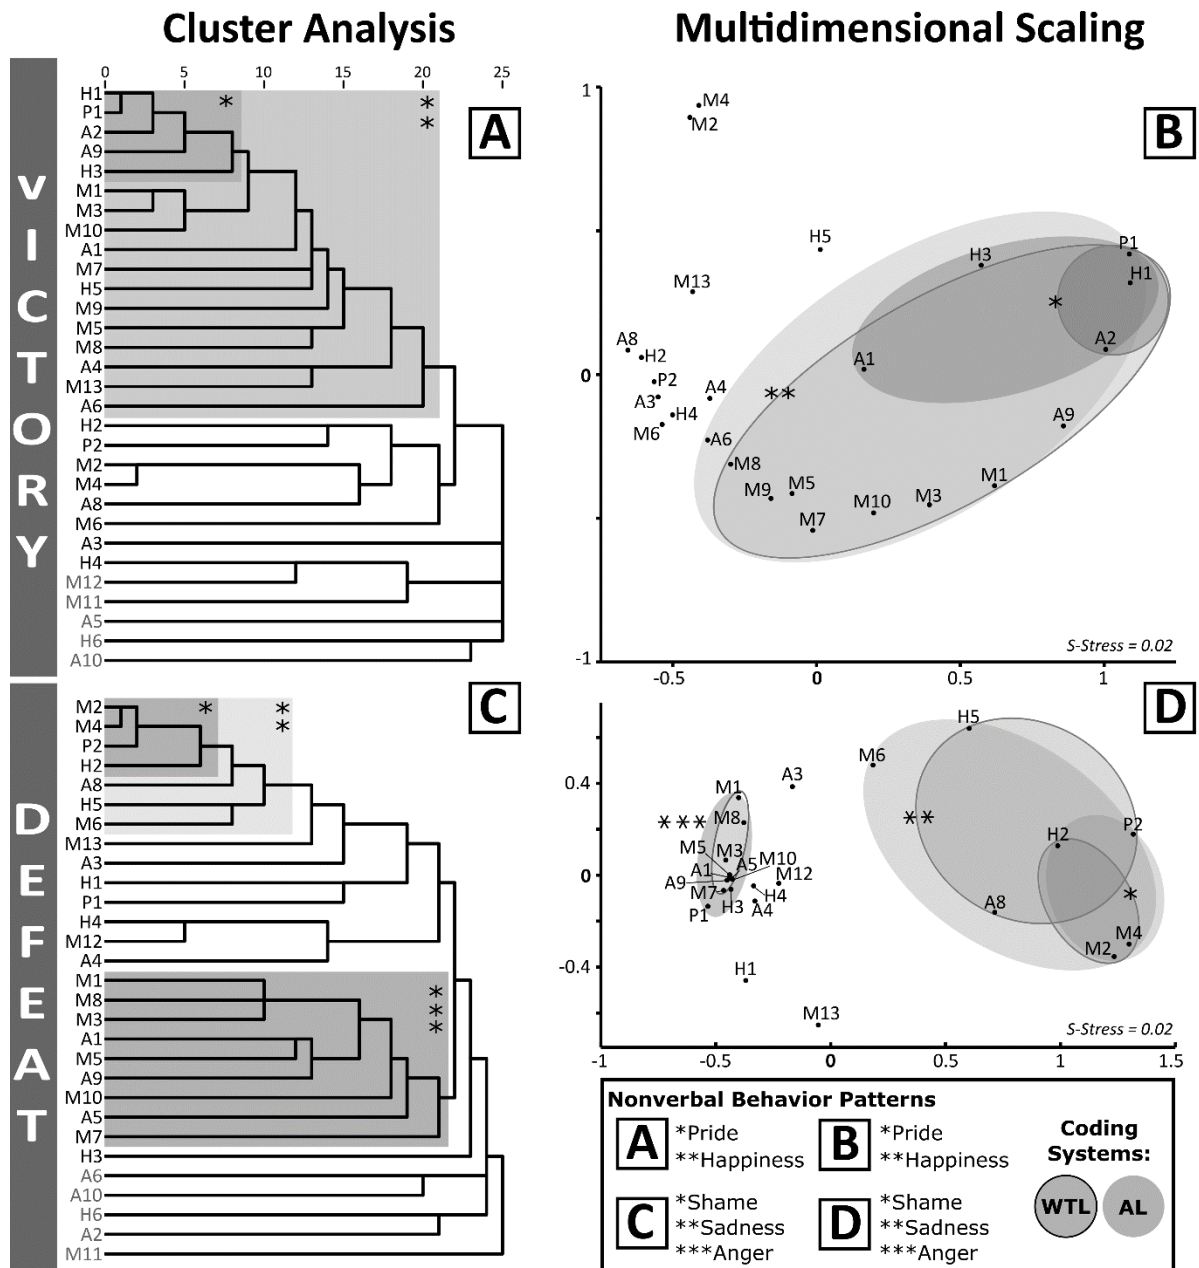 Cluster Analysis
Multidimensional Scaling
VICTORY
0 5 10 15 20 25
A
H1
P1
A2
A9
H3
M1
M3
M10
A1
M7
H5
M9
M5
M8
A4
M13
A6
H2
P2
M2
M4
A8
M6
A3
H4
M12
M11
A5
H6
A10
*
*
*
B
1
0
-1
-0.5 0 0.5 1
M4
M2
H5
M13
A8
H2
P2
A3
A4
H4
M6
A6
M8
M9
M5
M7
M10
M3
M1
A9
A1
H3
P1
H1
A2
*
**
S-Stress = 0.02
DEFEAT
C
M2
M4
P2
H2
A8
H5
M6
M13
A3
H1
P1
H4
M12
A4
M1
M8
M3
A1
M5
A9
M10
A5
M7
H3
A6
A10
H6
A2
M11
*
*
*
*
*
*
D
0.4
0
-0.4
-1 -0.5 0 0.5 1 1.5
H5
M6
A3
M1
M8
***
M3
M5
A1
A5
M10
M12
A9
M7
H3
H4
A4
P1
H1
M13
**
H2
P2
A8
*
M4
M2
S-Stress = 0.02
Nonverbal Behavior Patterns
A
*Pride
**Happiness
B
*Pride
**Happiness
C
*Shame
**Sadness
***Anger
D
*Shame
**Sadness
***Anger
Coding
Systems:
WTL AL